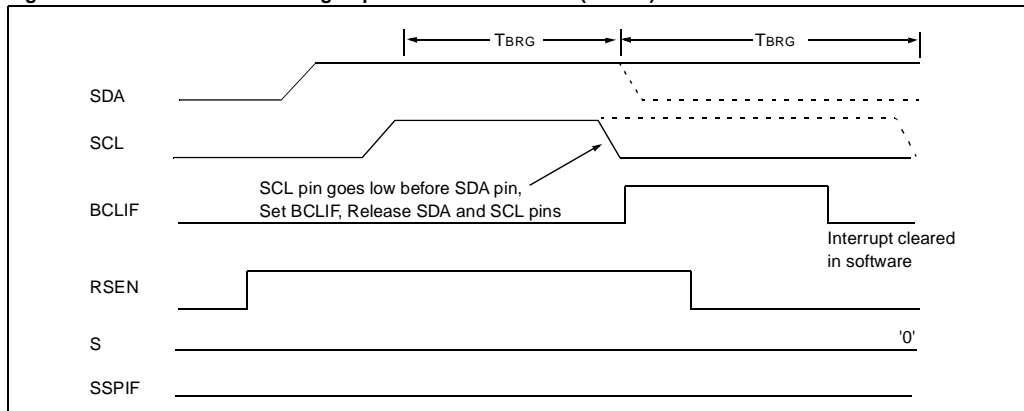 TBRG TBRG
SDA
SCL
SCL pin goes low before SDA pin,
Set BCLIF, Release SDA and SCL pins
BCLIF
Interrupt cleared
in software
RSEN
S '0'
SSPIF